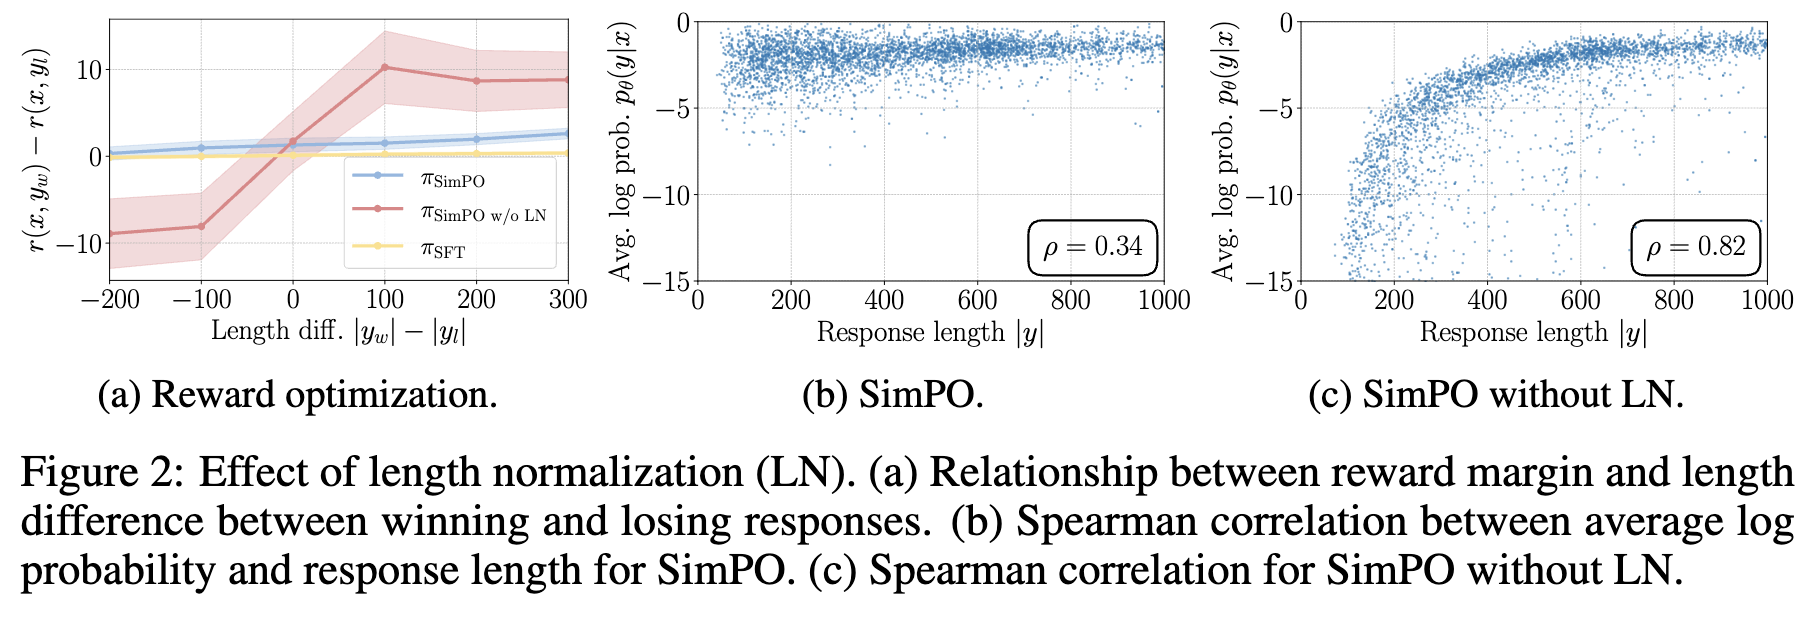 r(x, y_w) − r(x, y_l)
10
0
−10
π_SimPO
π_SimPO w/o LN
π_SFT
−200 −100 0 100 200 300
Length diff. |y_w| − |y_l|
(a) Reward optimization.
Avg. log prob. p_θ(y|x)
0
−5
−10
−15
ρ = 0.34
0 200 400 600 800 1000
Response length |y|
(b) SimPO.
Avg. log prob. p_θ(y|x)
0
−5
−10
−15
ρ = 0.82
0 200 400 600 800 1000
Response length |y|
(c) SimPO without LN.
Figure 2: Effect of length normalization (LN). (a) Relationship between reward margin and length
difference between winning and losing responses. (b) Spearman correlation between average log
probability and response length for SimPO. (c) Spearman correlation for SimPO without LN.